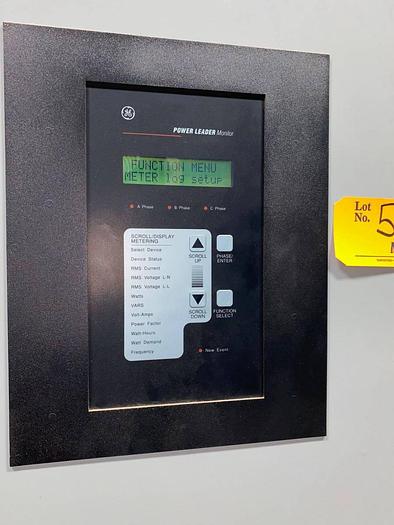 POWER LEADER Monitor
FUNCTION MENU
METER log setup
A Phase B Phase C Phase
SCROLL/DISPLAY
METERING
Select Device
Device Status
RMS Current
RMS Voltage L-N
RMS Voltage L-L
Watts
VARS
Volt-Amps
Power Factor
Watt-Hours
Watt Demand
Frequency
SCROLL
UP
PHASE/
ENTER
SCROLL
DOWN
FUNCTION
SELECT
New Event
Lot
No.